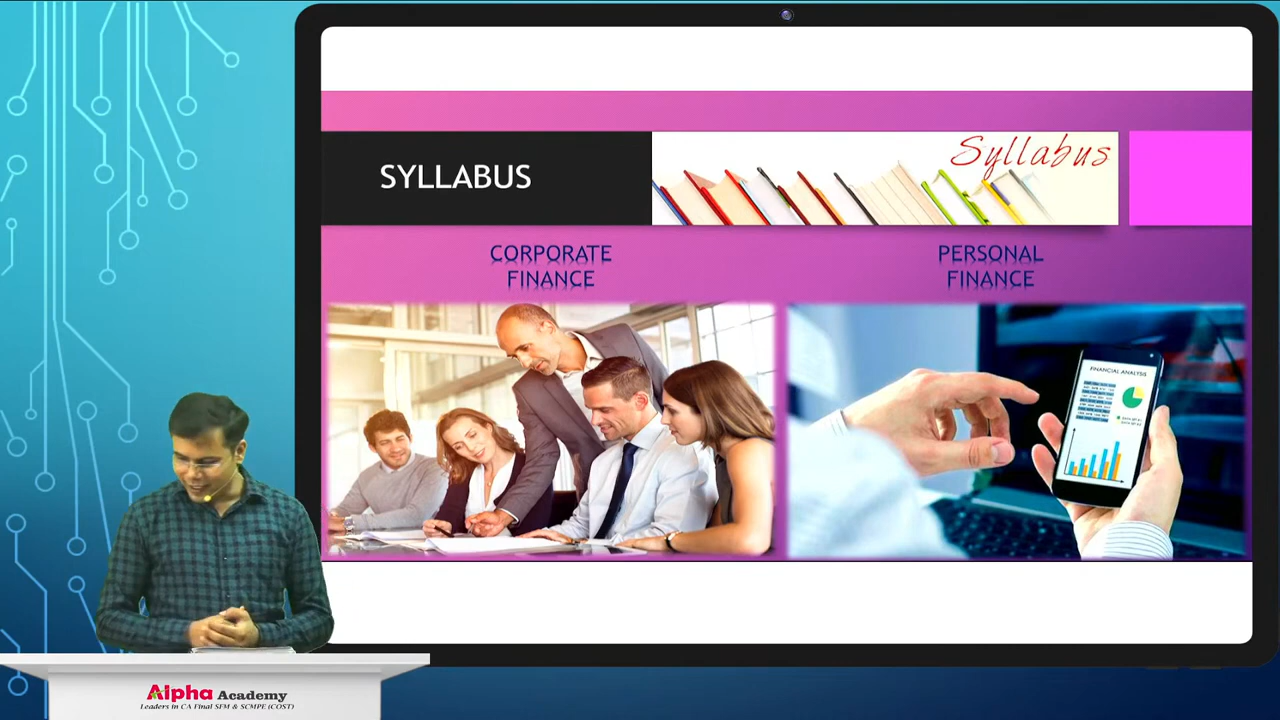 SYLLABUS
Syllabus
CORPORATE
FINANCE
PERSONAL
FINANCE
FINANCIAL ANALYSIS
Alpha Academy
Leaders in CA Final SFM & SCMPE (COST)